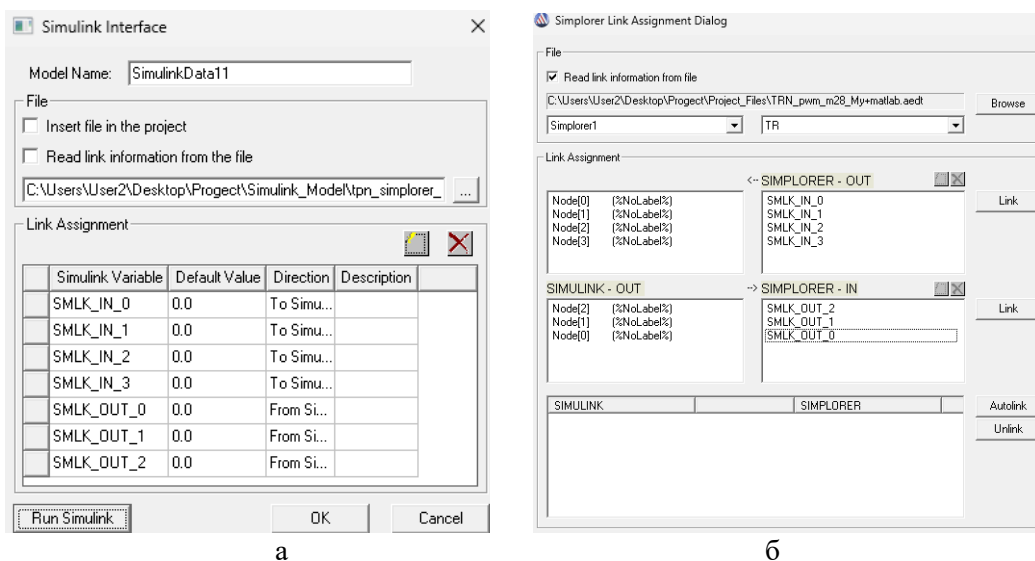 Simulink Interface
Model Name: SimulinkData11
File
Insert file in the project
Read link information from the file
C:\Users\User2\Desktop\Progect\Simulink_Model\tpn_simplorer_ ...
Link Assignment
Simulink Variable Default Value Direction Description
SMLK_IN_0 0.0 To Simu...
SMLK_IN_1 0.0 To Simu...
SMLK_IN_2 0.0 To Simu...
SMLK_IN_3 0.0 To Simu...
SMLK_OUT_0 0.0 From Si...
SMLK_OUT_1 0.0 From Si...
SMLK_OUT_2 0.0 From Si...
Run Simulink OK Cancel
а
Simplorer Link Assignment Dialog
File
Read link information from file
C:\Users\User2\Desktop\Progect\Project_Files\TRN_pwm_m28_My+matlab.aedt Browse
Simplorer1 TR
Link Assignment
<-- SIMPLORER - OUT
Node[0] (%NoLabel%) SMLK_IN_0 Link
Node[1] (%NoLabel%) SMLK_IN_1
Node[2] (%NoLabel%) SMLK_IN_2
Node[3] (%NoLabel%) SMLK_IN_3
SIMULINK - OUT --> SIMPLORER - IN
Node[2] (%NoLabel%) SMLK_OUT_2 Link
Node[1] (%NoLabel%) SMLK_OUT_1
Node[0] (%NoLabel%) SMLK_OUT_0
SIMULINK SIMPLORER Autolink
Unlink
б